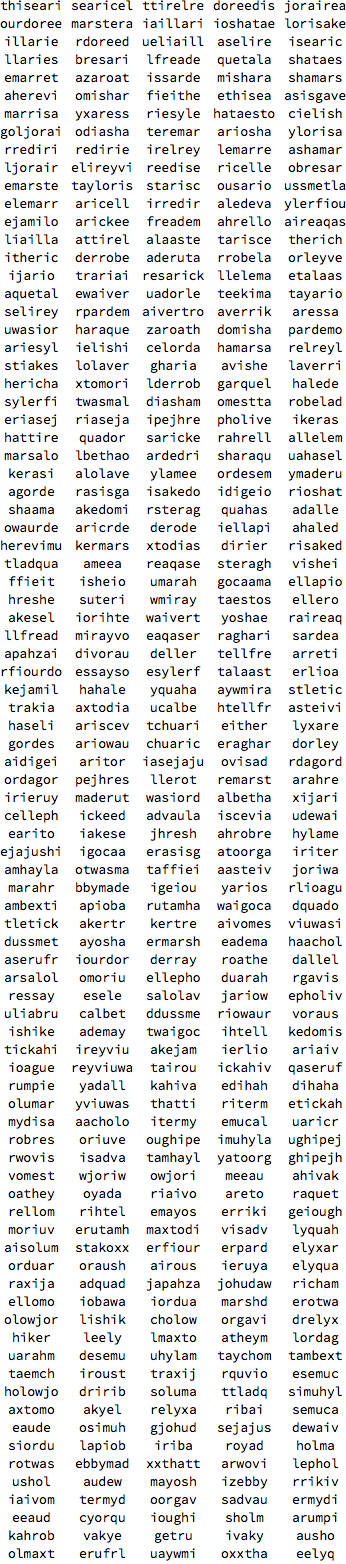 thiseari searicel ttirelre doreedis jorairea
ourdoree marstera iaillari ioshatae lorisake
illarie rdoreed ueliaill aselire isearic
llaries bresari lfreade quetala shataes
emarret azaroat issarde mishara shamars
aherevi omishar fieithe ethisea asisgave
marrisa yxaress riesyle hataesto cielish
goljorai odiasha teremar ariosha ylorisa
rrediri redirie irelrey lemarre ashamar
ljorair elireyvi reedise ricelle obresar
emarste tayloris starisc ousario ussmetla
elemarr aricell irredir aledeva ylerfiou
ejamilo arickee freadem ahrello aireqaas
liailla attirel alaaste tarisce therich
itheric derrobe aderuta rrobela orleyve
ijario trariai resarick llelema etalaas
aquetal ewaiver uadorle teekima tayario
selirey rpardem aivertro averrik aressa
uwasior haraque zaroath domisha pardemo
ariesyl ielishi celorda hamarsa relreyl
stiakes lolaver gharia avishe laverri
hericha xtomori lderrob garquel halede
sylerfi twasmal diasham omestta robelad
eriasej riaseja ipejhre pholive ikeras
hattire quador saricke rahrell allelem
marsalo lbethao ardedri sharaqu uahasel
kerasi alolave ylamee ordesem ymaderu
agorde rasisga isakedo idigeio rioshat
shaama akedomi rsterag quahas adalle
owaurde aricrde derode iellapi ahaled
herevimu kermars xtodias dirier risaked
tladqua ameea reaqase steragh vishei
ffieit isheio umarah gocaama ellapio
hreshe suteri wmiray taestos ellero
akesel iorihte waivert yoshae raireaq
llfread mirayvo eaqaser raghari sardea
apahzai divorau deller tellfre arreti
rfiourdo essayso esylerf talaast erlioa
kejamil hahale yquaha aywmira stletic
trakia axtodia ucalbe htellfr asteivi
haseli ariscev tchuari either lyxare
gordes ariowau chuaric eraghar dorley
aidigei aritor iasejaju ovisad rdagord
ordagor pejhres llerot remarst arahre
irieruy maderut wasiord albetha xijari
celleph ickeed advaula iscevia udewai
earito iakese jhresh ahrobre hylame
ejajushi igocaa erasisg atoorga iriter
amhayla otwasma taffiei aasteiv joriwa
marahr bbymade igeiou yarios rlioagu
ambexti apioba rutamha waigoca dquado
tletick akertr kertre aivomes viuwasi
dussmet ayosha ermarsh eadema haachol
aserufr iourdor derray roathe dallel
arsalol omoriu ellepho duarah rgavis
ressay esele salolav jariow epholiv
uliabru calbet ddussme riowaur voraus
ishike ademay twaigoc ihtell kedomis
tickahi ireyviu akejam ierlio ariaiv
ioague reyviuwa tairou ickahiv qaseruf
rumpie yadall kahiva edihah dihaha
olumar yviuwas thatti riterm etickah
mydisa aacholo itermy emucal uaricr
robres oriuve oughipe imuhyla ughipej
rwovis isadva tamhayl yatoorg ghipejh
vomest wjoriw owjori meeau ahivak
oathey oyada riaivo areto raquet
rellom rihtel emayos erriki geiough
moriuv erutamh maxtodi visadv lyquah
aisolum stakoxx erfiour erpard elyxar
orduar oraush airous ieruya elyqua
raxija adquad japahza johudaw richam
ellomo iobawa iordua marshd erotwa
olowjor lishik cholow orgavi drelyx
hiker leely lmaxto atheym lordag
uarahm desemu uhylam taychom tambext
taemch iroust traxij rquvio esemuc
holowjo dririb soluma ttladq simuhyl
axtomo akyel relyxa ribai semuca
eaude osimuh gjohud sejajus dewaiv
siordu lapiob iriba royad holma
rotwas ebbymad xxthatt arwovi lephol
ushol audew mayosh izebby rrikiv
iaivom termyd oorgav sadvau ermydi
eeaud cyorqu ioughi sholm arumpi
kahrob vakye getru ivaky ausho
olmaxt erufrl uaywmi oxxtha eelyq